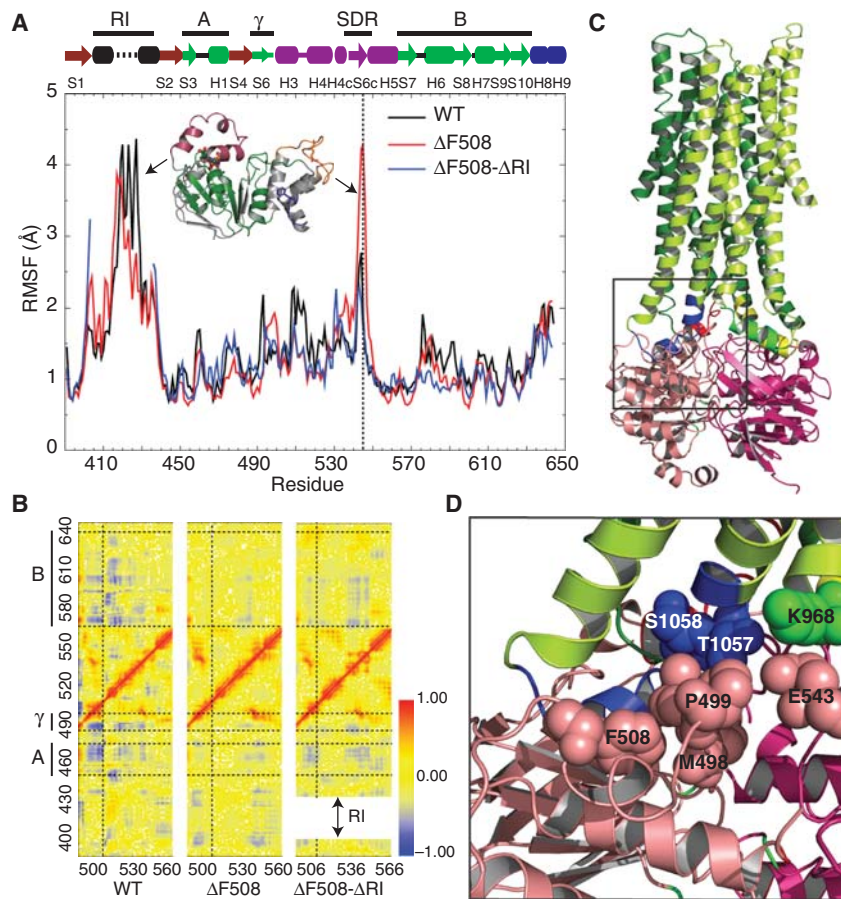 A
RI
A
γ
SDR
B
S1
S2 S3 H1 S4 S6 H3 H4 H4c S6c H5 S7 H6 S8 H7 S9 S10 H8 H9
WT
ΔF508
ΔF508-ΔRI
RMSF (Å)
5
4
3
2
1
0
410 450 490 530 570 610 650
Residue
B
B
γ
A
640
610
580
550
520
490
460
430
400
RI
1.00
0.00
−1.00
500 530 560
500 530 560
506 536 566
WT
ΔF508
ΔF508-ΔRI
C
D
S1058
T1057
K968
P499
E543
F508
M498